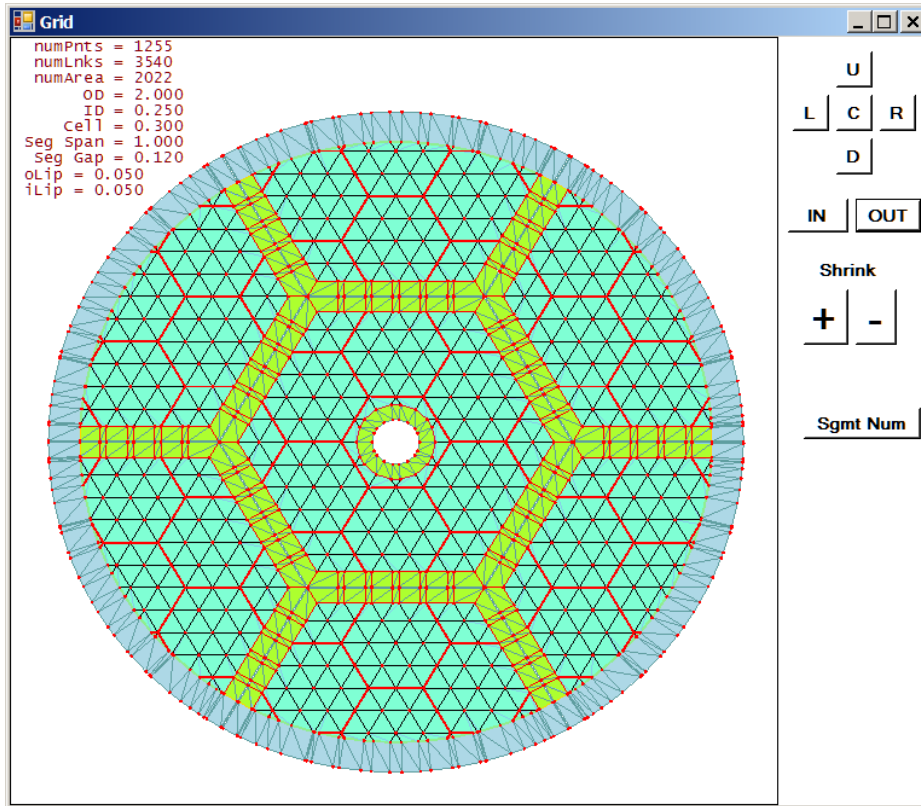 Grid
numPnts = 1255
numLnks = 3540
numArea = 2022
OD = 2.000
ID = 0.250
Cell = 0.300
Seg Span = 1.000
Seg Gap = 0.120
oLip = 0.050
iLip = 0.050
U
L C R
D
IN OUT
Shrink
+ -
Sgmt Num